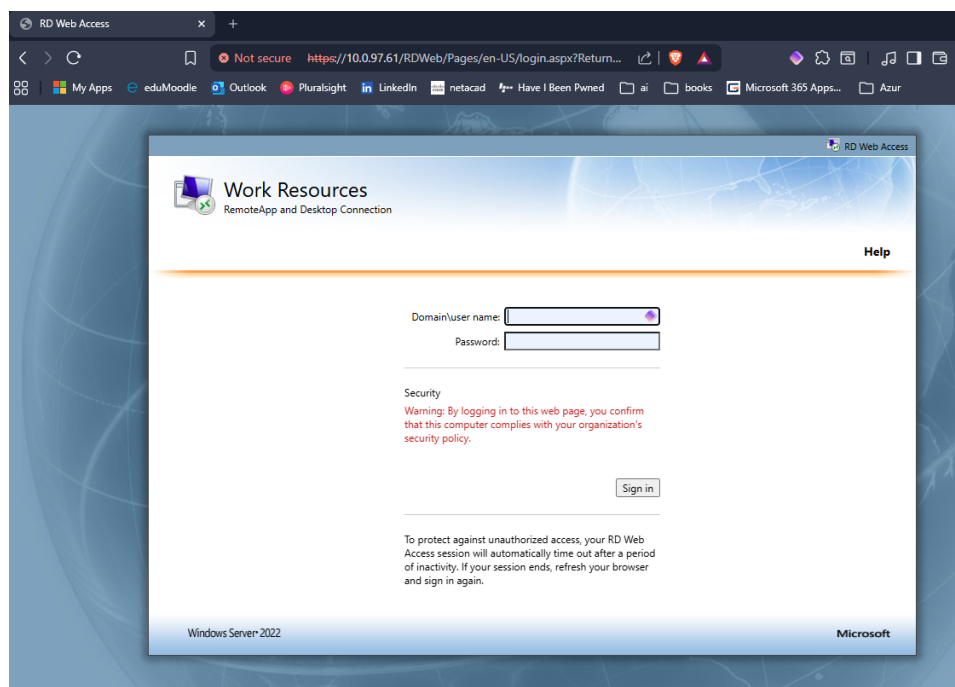 RD Web Access
Not secure https://10.0.97.61/RDWeb/Pages/en-US/login.aspx?Return...
My Apps eduMoodle Outlook Pluralsight LinkedIn netacad Have I Been Pwned ai books Microsoft 365 Apps... Azur
RD Web Access
Work Resources
RemoteApp and Desktop Connection
Help
Domain\user name:
Password:
Security
Warning: By logging in to this web page, you confirm
that this computer complies with your organization's
security policy.
Sign in
To protect against unauthorized access, your RD Web
Access session will automatically time out after a period
of inactivity. If your session ends, refresh your browser
and sign in again.
Windows Server 2022
Microsoft